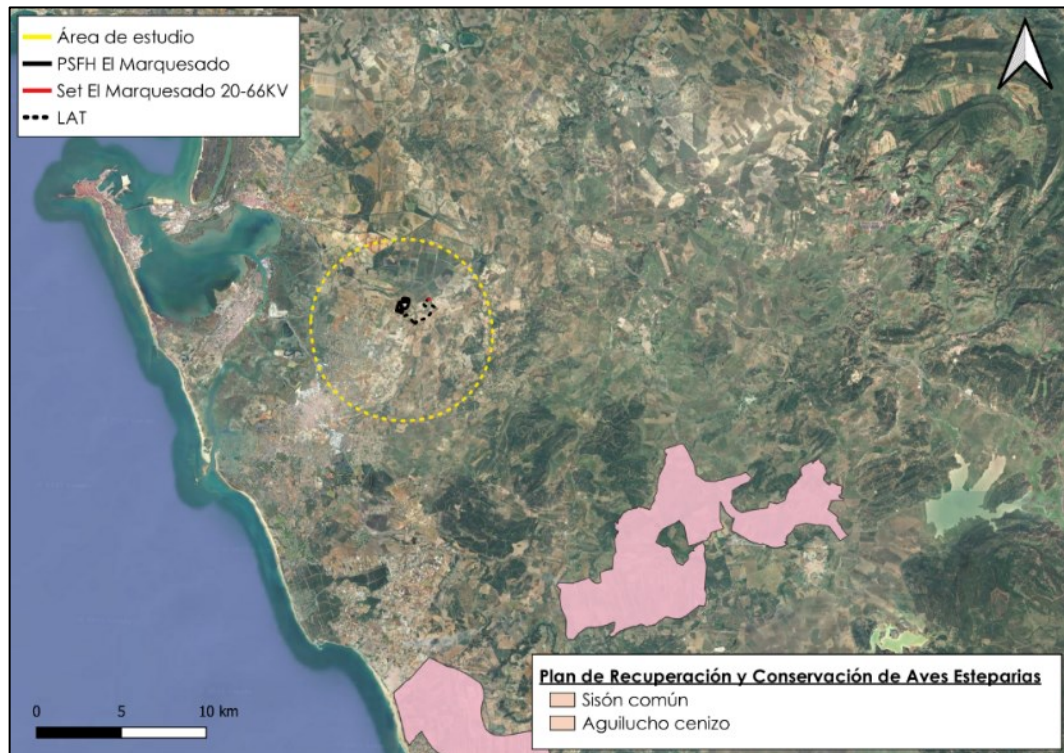 Área de estudio
PSFH El Marquesado
Set El Marquesado 20-66KV
LAT
0 5 10 km
Plan de Recuperación y Conservación de Aves Esteparias
Sisón común
Aguilucho cenizo